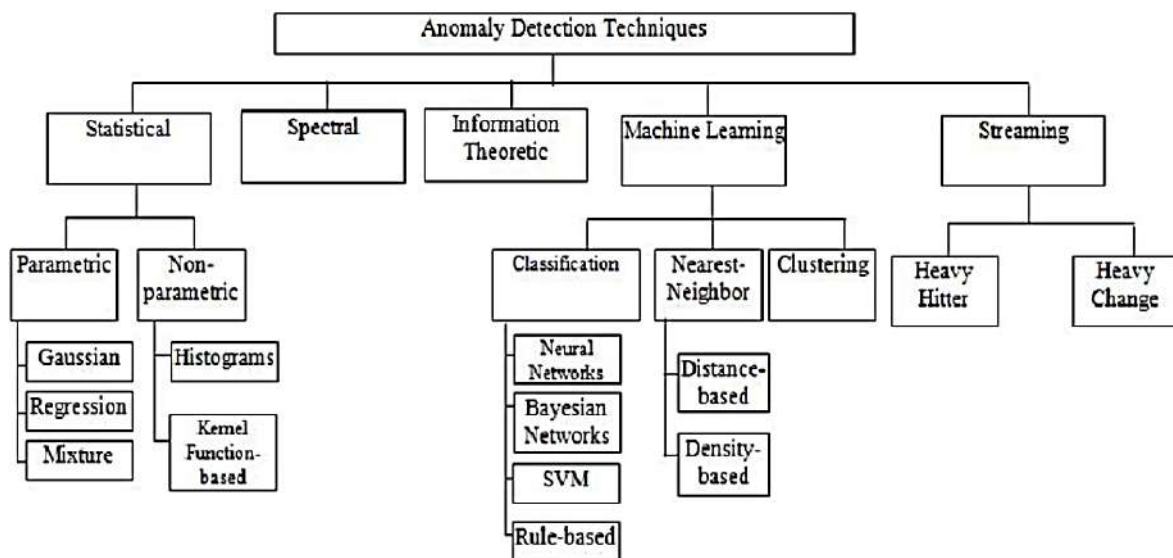 Anomaly Detection Techniques
Statistical
Spectral
Information
Theoretic
Machine Learning
Streaming
Parametric
Non-
parametric
Classification
Nearest-
Neighbor
Clustering
Heavy
Hitter
Heavy
Change
Gaussian
Regression
Mixture
Histograms
Kernel
Function-
based
Neural
Networks
Bayesian
Networks
SVM
Rule-based
Distance-
based
Density-
based